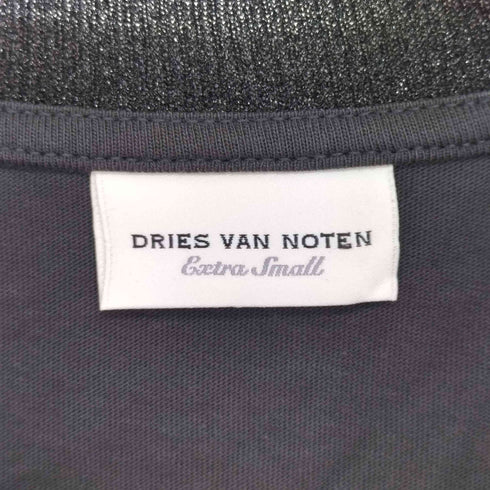 DRIES VAN NOTEN
Extra Small